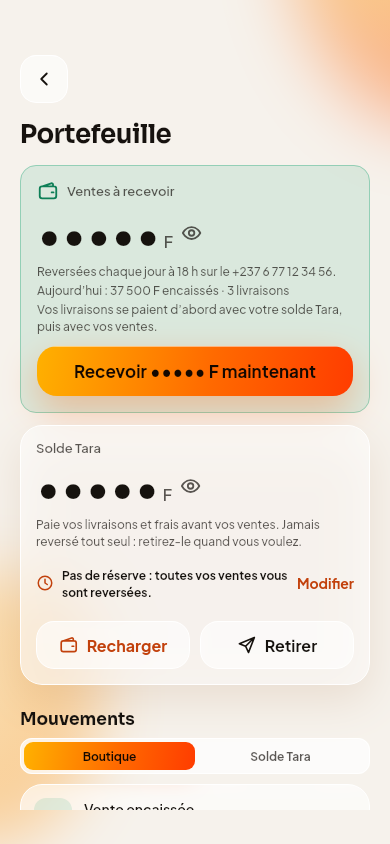 Portefeuille
Ventes à recevoir
●●●●● F
Reversées chaque jour à 18 h sur le +237 6 77 12 34 56.
Aujourd'hui : 37 500 F encaissés · 3 livraisons
Vos livraisons se paient d'abord avec votre solde Tara,
puis avec vos ventes.
Recevoir ●●●●● F maintenant
Solde Tara
●●●●● F
Paie vos livraisons et frais avant vos ventes. Jamais
reversé tout seul : retirez-le quand vous voulez.
Pas de réserve : toutes vos ventes vous
sont reversées.
Modifier
Recharger
Retirer
Mouvements
Boutique
Solde Tara
Vente encaissée